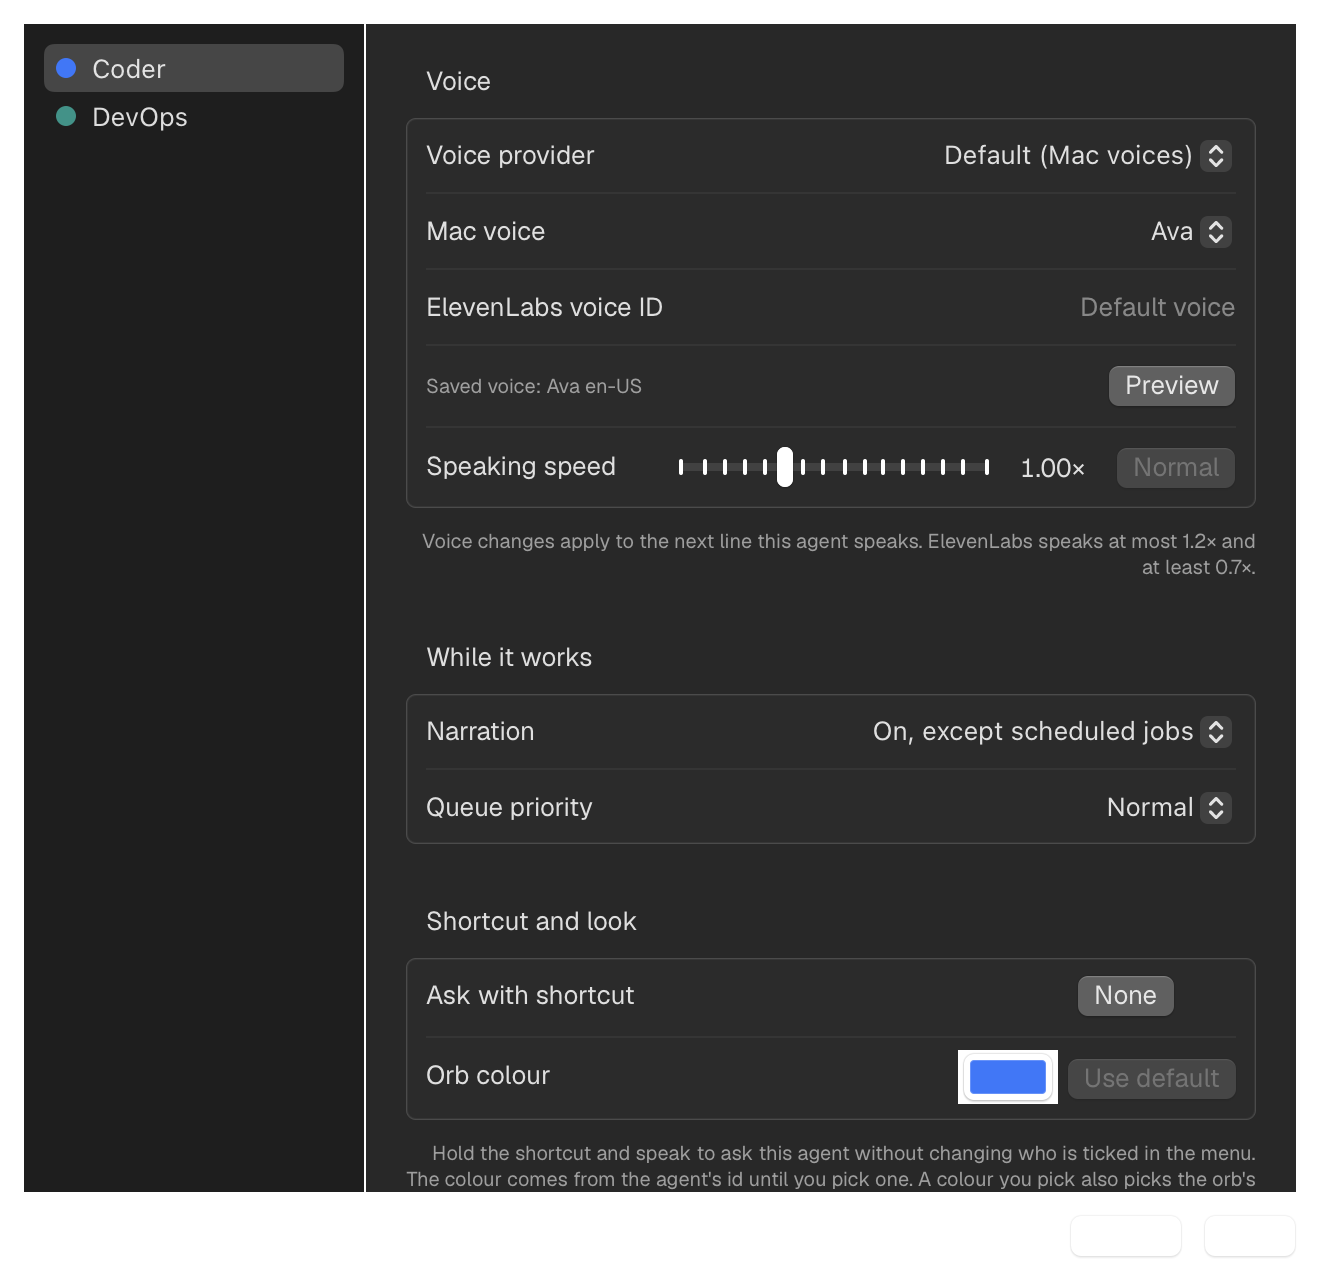 Coder
DevOps
Voice
Voice provider Default (Mac voices)
Mac voice Ava
ElevenLabs voice ID Default voice
Saved voice: Ava en-US Preview
Speaking speed 1.00× Normal
Voice changes apply to the next line this agent speaks. ElevenLabs speaks at most 1.2× and
at least 0.7×.
While it works
Narration On, except scheduled jobs
Queue priority Normal
Shortcut and look
Ask with shortcut None
Orb colour Use default
Hold the shortcut and speak to ask this agent without changing who is ticked in the menu.
The colour comes from the agent's id until you pick one. A colour you pick also picks the orb's